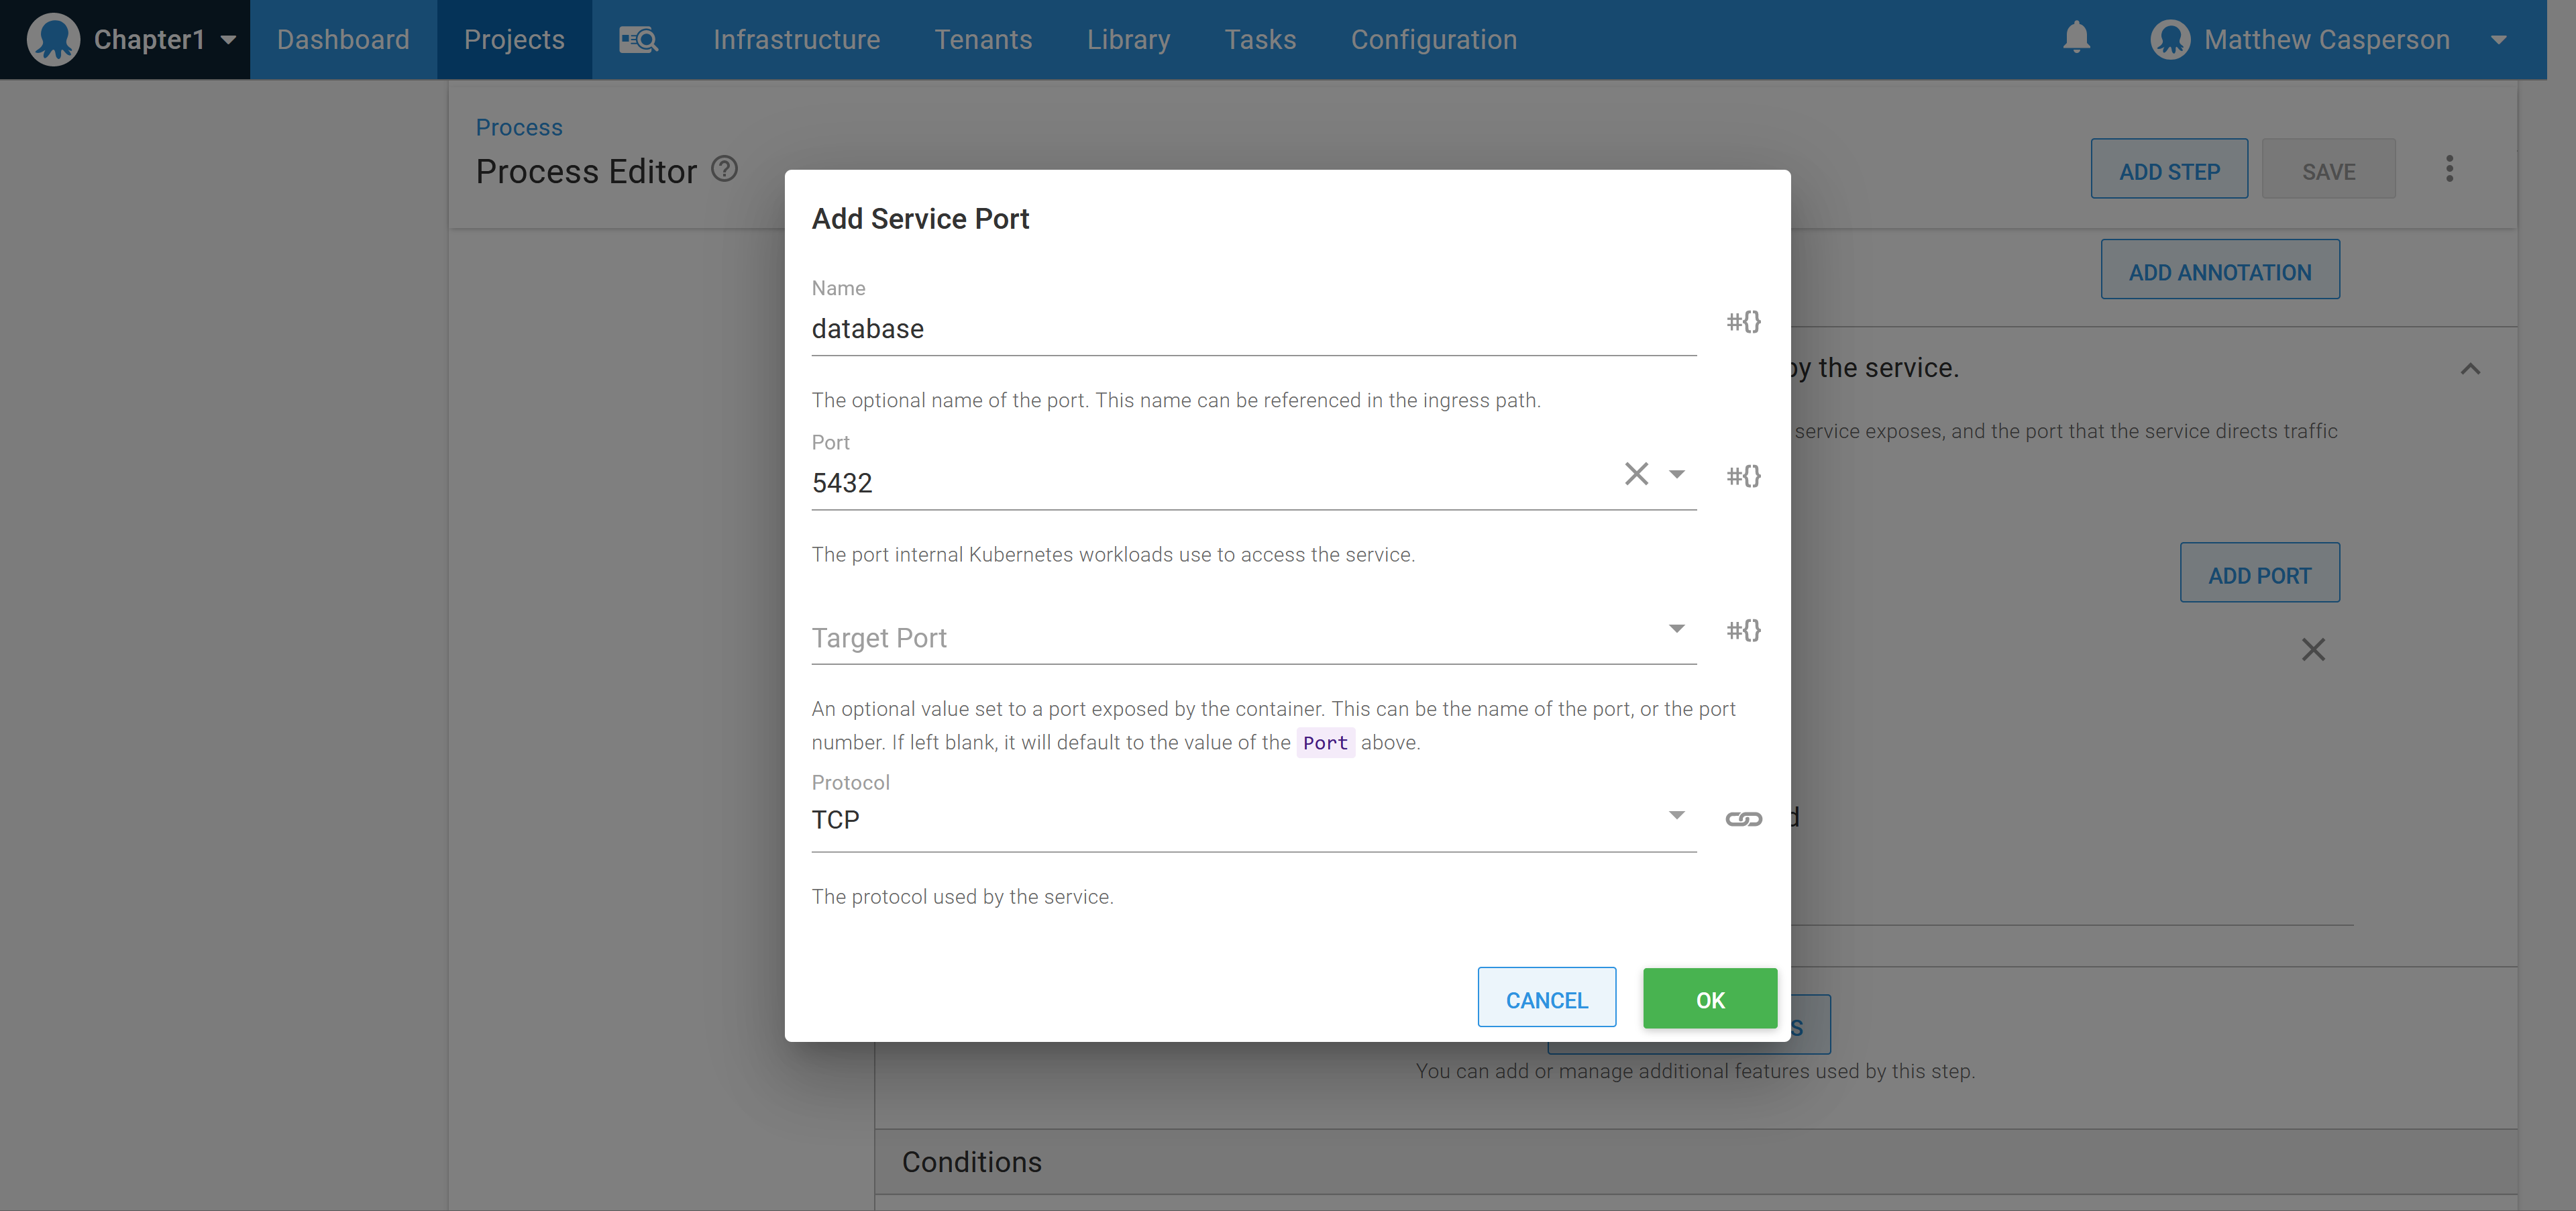 Chapter1
Dashboard
Projects
Infrastructure
Tenants
Library
Tasks
Configuration
Matthew Casperson
Process
Process Editor
ADD STEP
SAVE
ADD ANNOTATION
by the service.
service exposes, and the port that the service directs traffic
ADD PORT
Add Service Port
Name
database
#{}
The optional name of the port. This name can be referenced in the ingress path.
Port
5432
#{}
The port internal Kubernetes workloads use to access the service.
Target Port
#{}
An optional value set to a port exposed by the container. This can be the name of the port, or the port
number. If left blank, it will default to the value of the Port above.
Protocol
TCP
The protocol used by the service.
CANCEL
OK
You can add or manage additional features used by this step.
Conditions